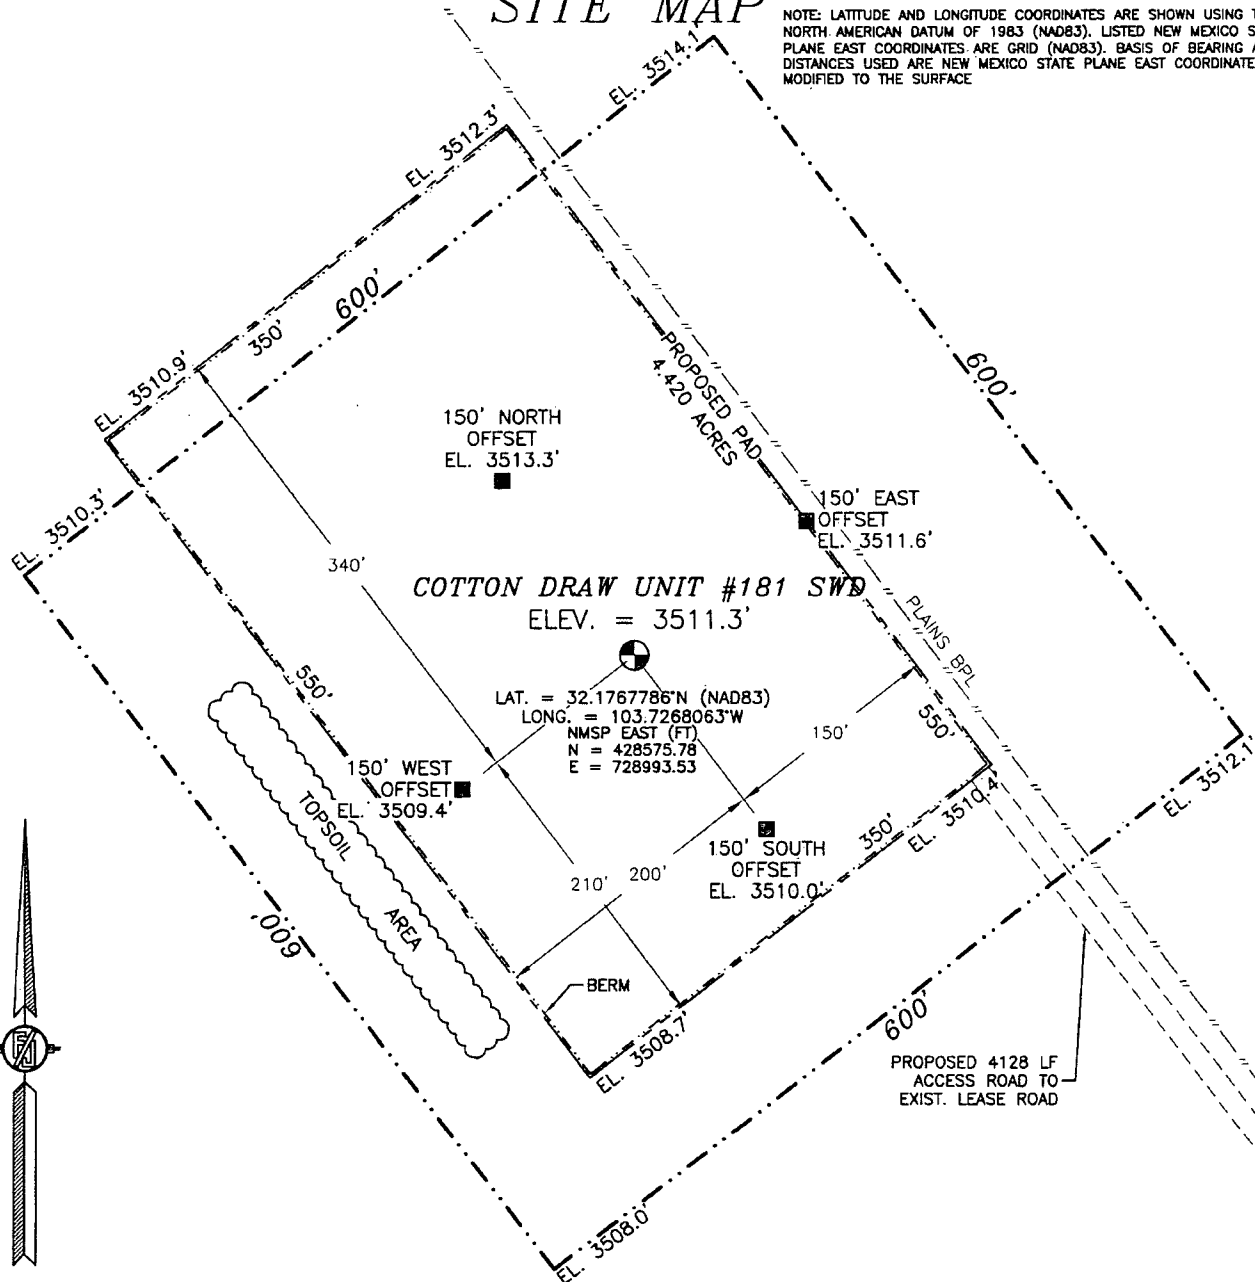 SITE MAP
NOTE: LATITUDE AND LONGITUDE COORDINATES ARE SHOWN USING
NORTH AMERICAN DATUM OF 1983 (NAD83). LISTED NEW MEXICO
PLANE EAST COORDINATES ARE GRID (NAD83). BASIS OF BEARING
DISTANCES USED ARE NEW MEXICO STATE PLANE EAST COORDINATE
MODIFIED TO THE SURFACE
EL. 3514.1'
EL. 3512.3'
600'
350'
EL. 3510.9'
600'
PROPOSED PAD
4.420 ACRES
150' NORTH
OFFSET
EL. 3513.3'
EL. 3510.3'
150' EAST
OFFSET
EL. 3511.6'
340'
COTTON DRAW UNIT #181 SWD
ELEV. = 3511.3'
PLAINS BPL
LAT. = 32.1767786°N (NAD83)
LONG. = 103.7268063°W
NMSP EAST (FT)
N = 428575.78
E = 728993.53
550'
150'
550'
EL. 3512.1'
150' WEST
OFFSET
EL. 3509.4'
TOPSOIL
AREA
EL. 3510.4'
350'
150' SOUTH
OFFSET
EL. 3510.0'
210'
200'
600'
BERM
600'
EL. 3508.7'
PROPOSED 4128 LF
ACCESS ROAD TO
EXIST. LEASE ROAD
EL. 3508.0'